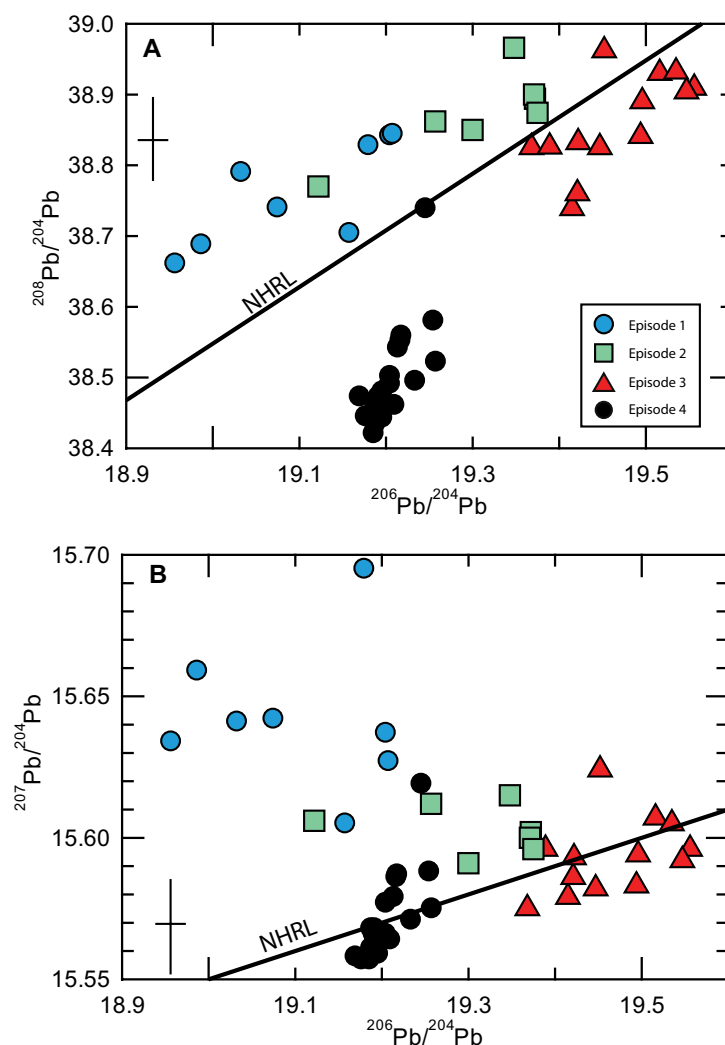 A
39.0
38.9
38.8
38.7
38.6
38.5
38.4
208Pb/204Pb
NHRL
Episode 1
Episode 2
Episode 3
Episode 4
18.9 19.1 19.3 19.5
206Pb/204Pb
B
15.70
15.65
15.60
15.55
207Pb/204Pb
NHRL
18.9 19.1 19.3 19.5
206Pb/204Pb